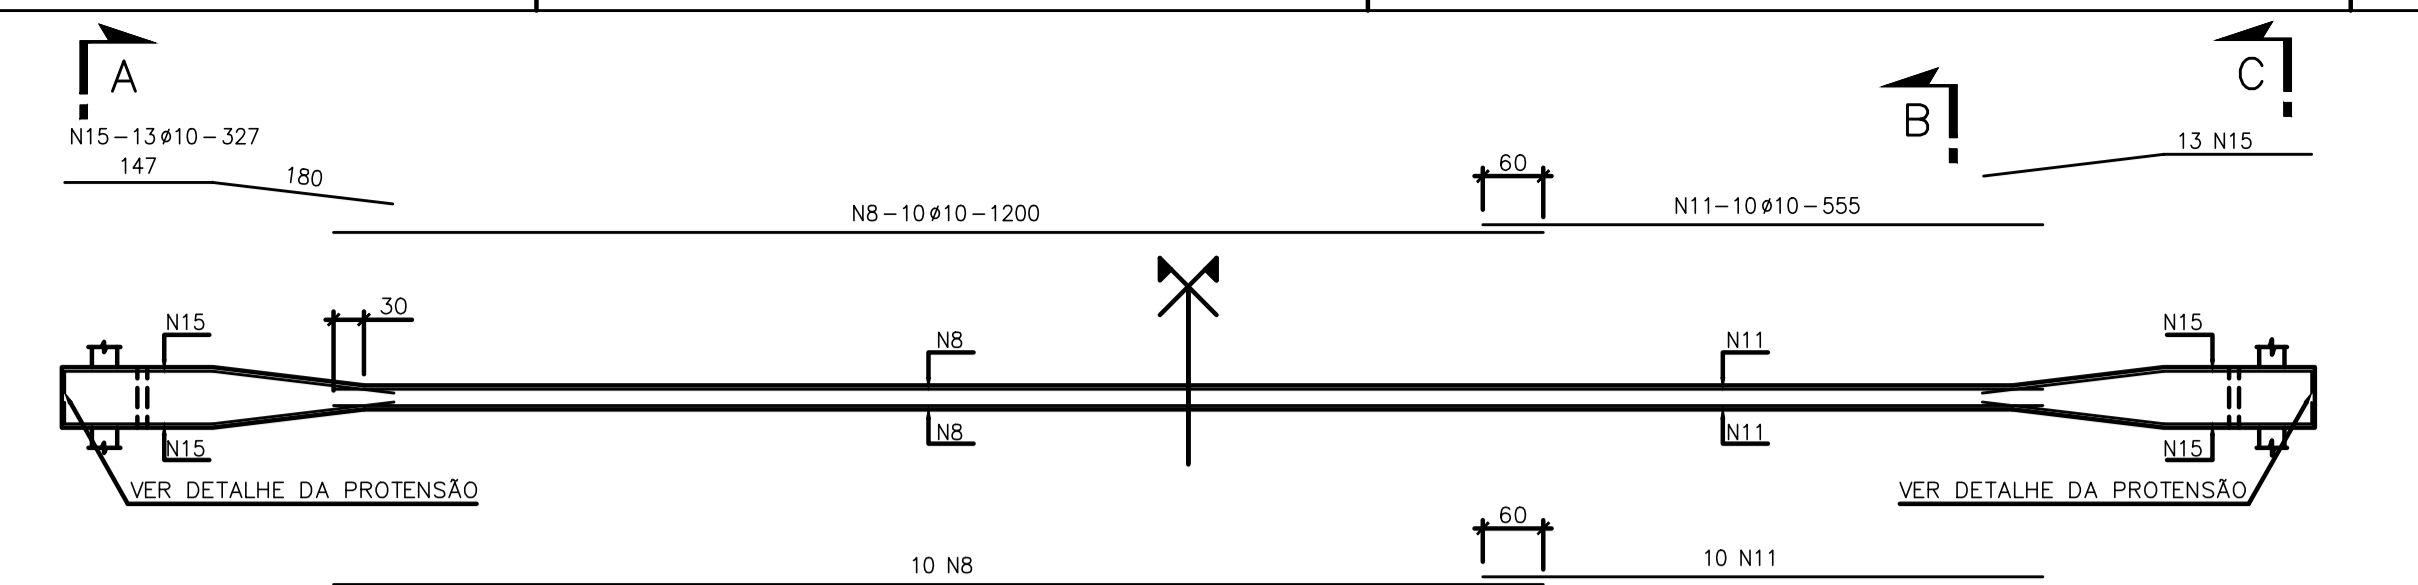 A
C
B
N15-13ø10-327
147
180
13 N15
60
N8-10ø10-1200
N11-10ø10-555
30
N15
N8
N11
N15
N15
N8
N11
N15
VER DETALHE DA PROTENSÃO
VER DETALHE DA PROTENSÃO
60
10 N8
10 N11